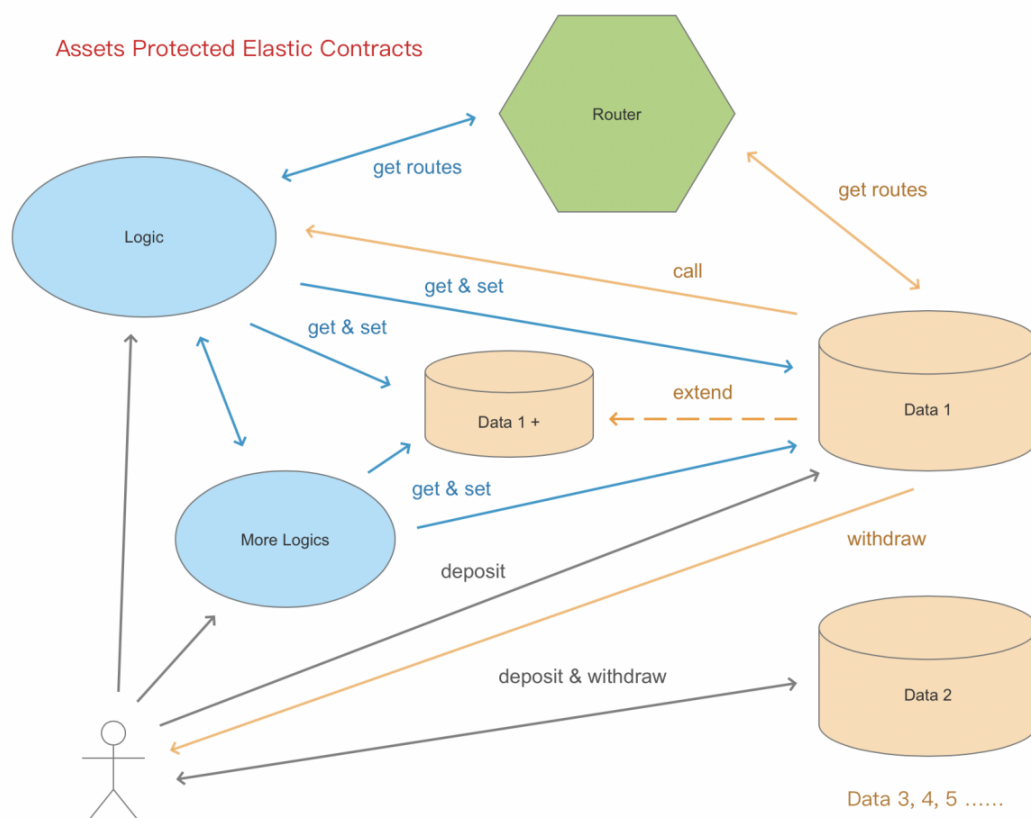 Assets Protected Elastic Contracts
Router
get routes
get routes
Logic
call
get & set
get & set
extend
Data 1
Data 1 +
get & set
More Logics
withdraw
deposit
deposit & withdraw
Data 2
Data 3, 4, 5 ......